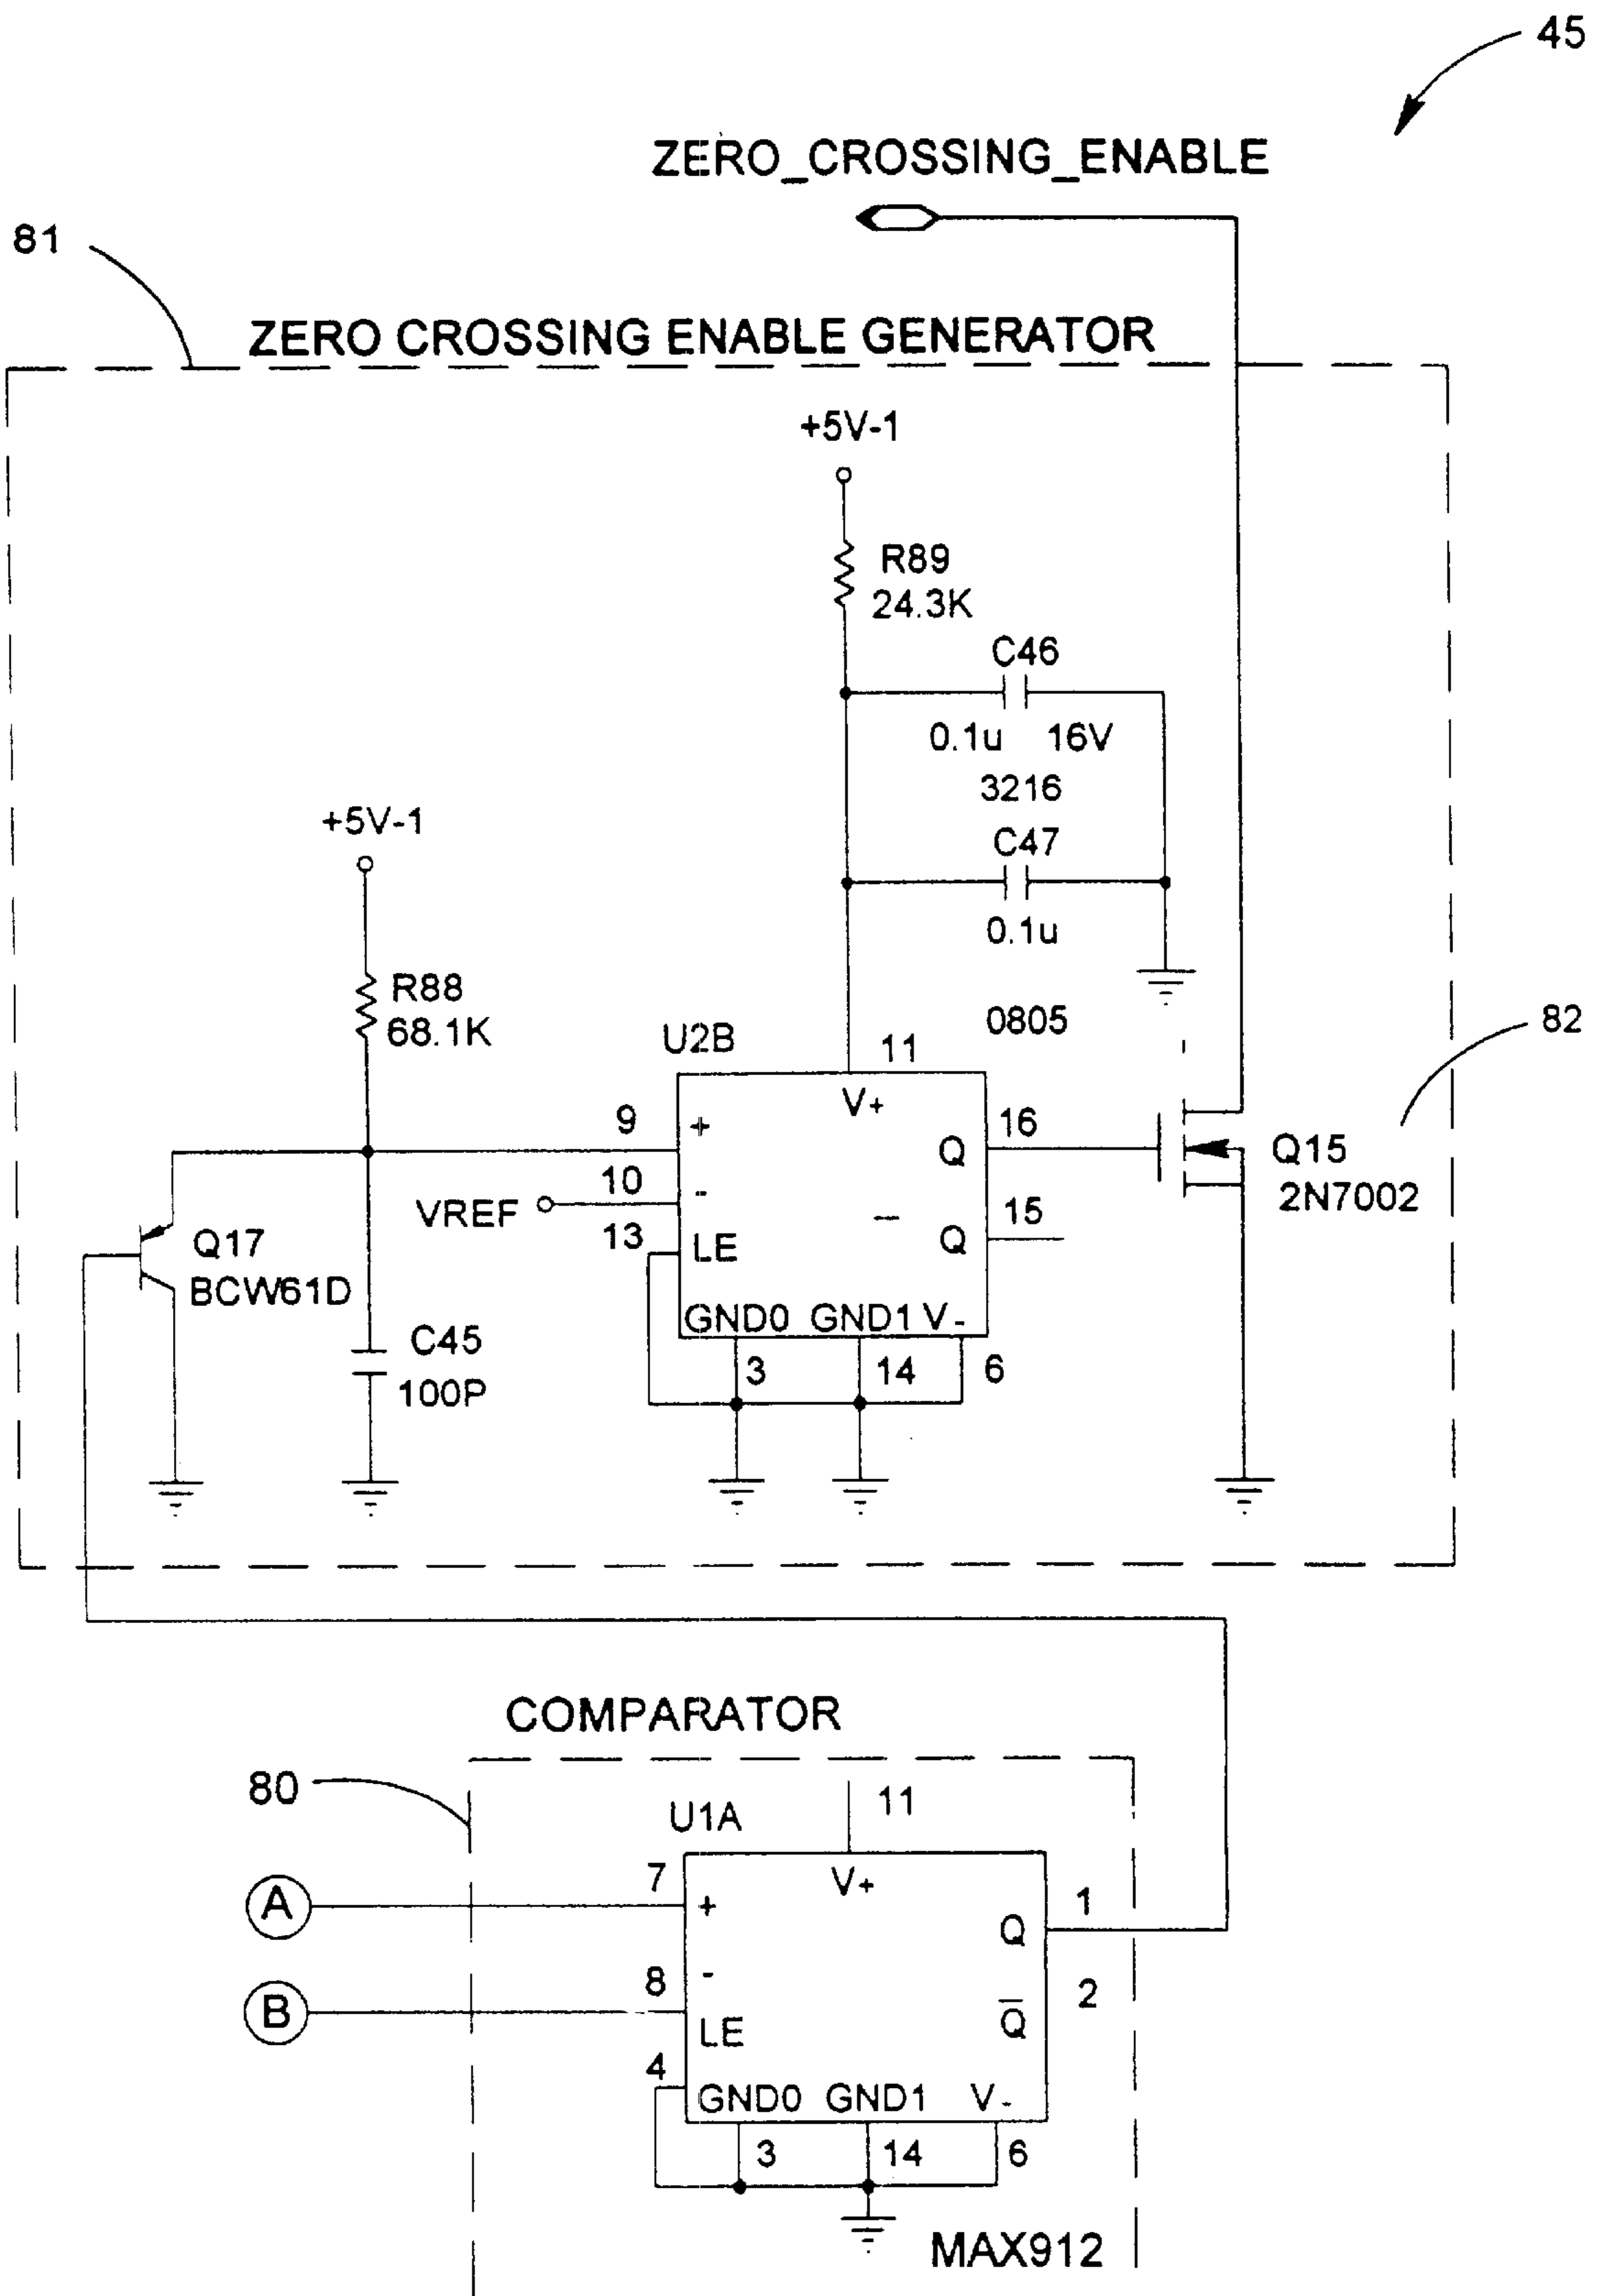 45
ZERO_CROSSING_ENABLE
81
ZERO CROSSING ENABLE GENERATOR
+5V-1
R89
24.3K
C46
0.1u 16V
3216
+5V-1
C47
0.1u
R88
68.1K
0805
82
U2B
11
V+
9
+
16
Q
Q15
2N7002
10
-
VREF
15
Q
13
LE
Q17
BCW61D
GND0 GND1 V-
C45
100P
3
14
6
COMPARATOR
80
U1A
11
V+
7
+
A
1
Q
8
-
B
2
Q̅
LE
4
GND0 GND1 V-
3
14
6
MAX912